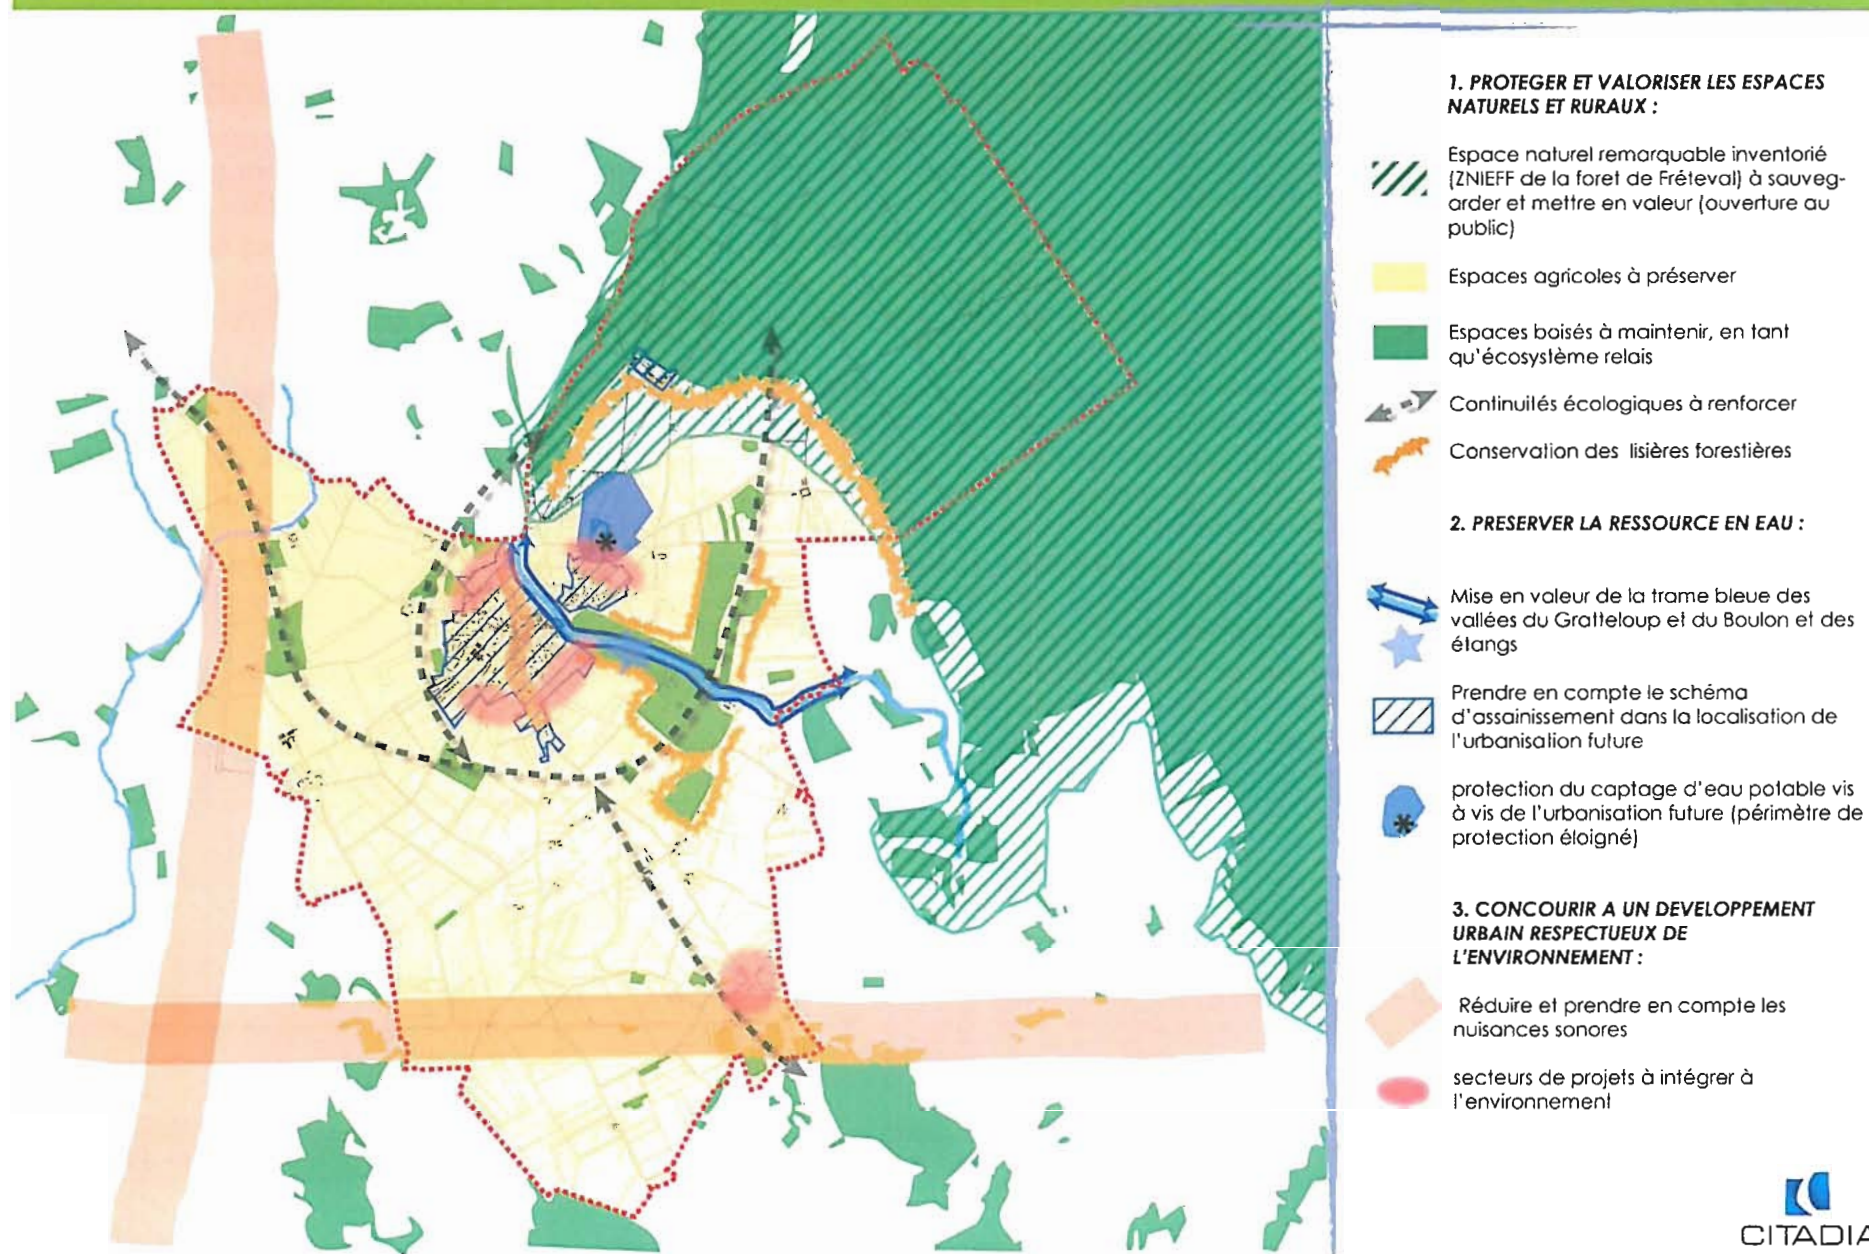 1. PROTEGER ET VALORISER LES ESPACES
NATURELS ET RURAUX :
Espace naturel remarquable inventorié
(ZNIEFF de la foret de Fréteval) à sauveg-
arder et mettre en valeur (ouverture au
public)
Espaces agricoles à préserver
Espaces boisés à maintenir, en tant
qu'écosystème relais
Continuités écologiques à renforcer
Conservation des lisières forestières
2. PRESERVER LA RESSOURCE EN EAU :
Mise en valeur de la trame bleue des
vallées du Gratteloup et du Boulon et des
étangs
Prendre en compte le schéma
d'assainissement dans la localisation de
l'urbanisation future
protection du captage d'eau potable vis
à vis de l'urbanisation future (périmètre de
protection éloigné)
3. CONCOURIR A UN DEVELOPPEMENT
URBAIN RESPECTUEUX DE
L'ENVIRONNEMENT :
Réduire et prendre en compte les
nuisances sonores
secteurs de projets à intégrer à
l'environnement
CITADIA